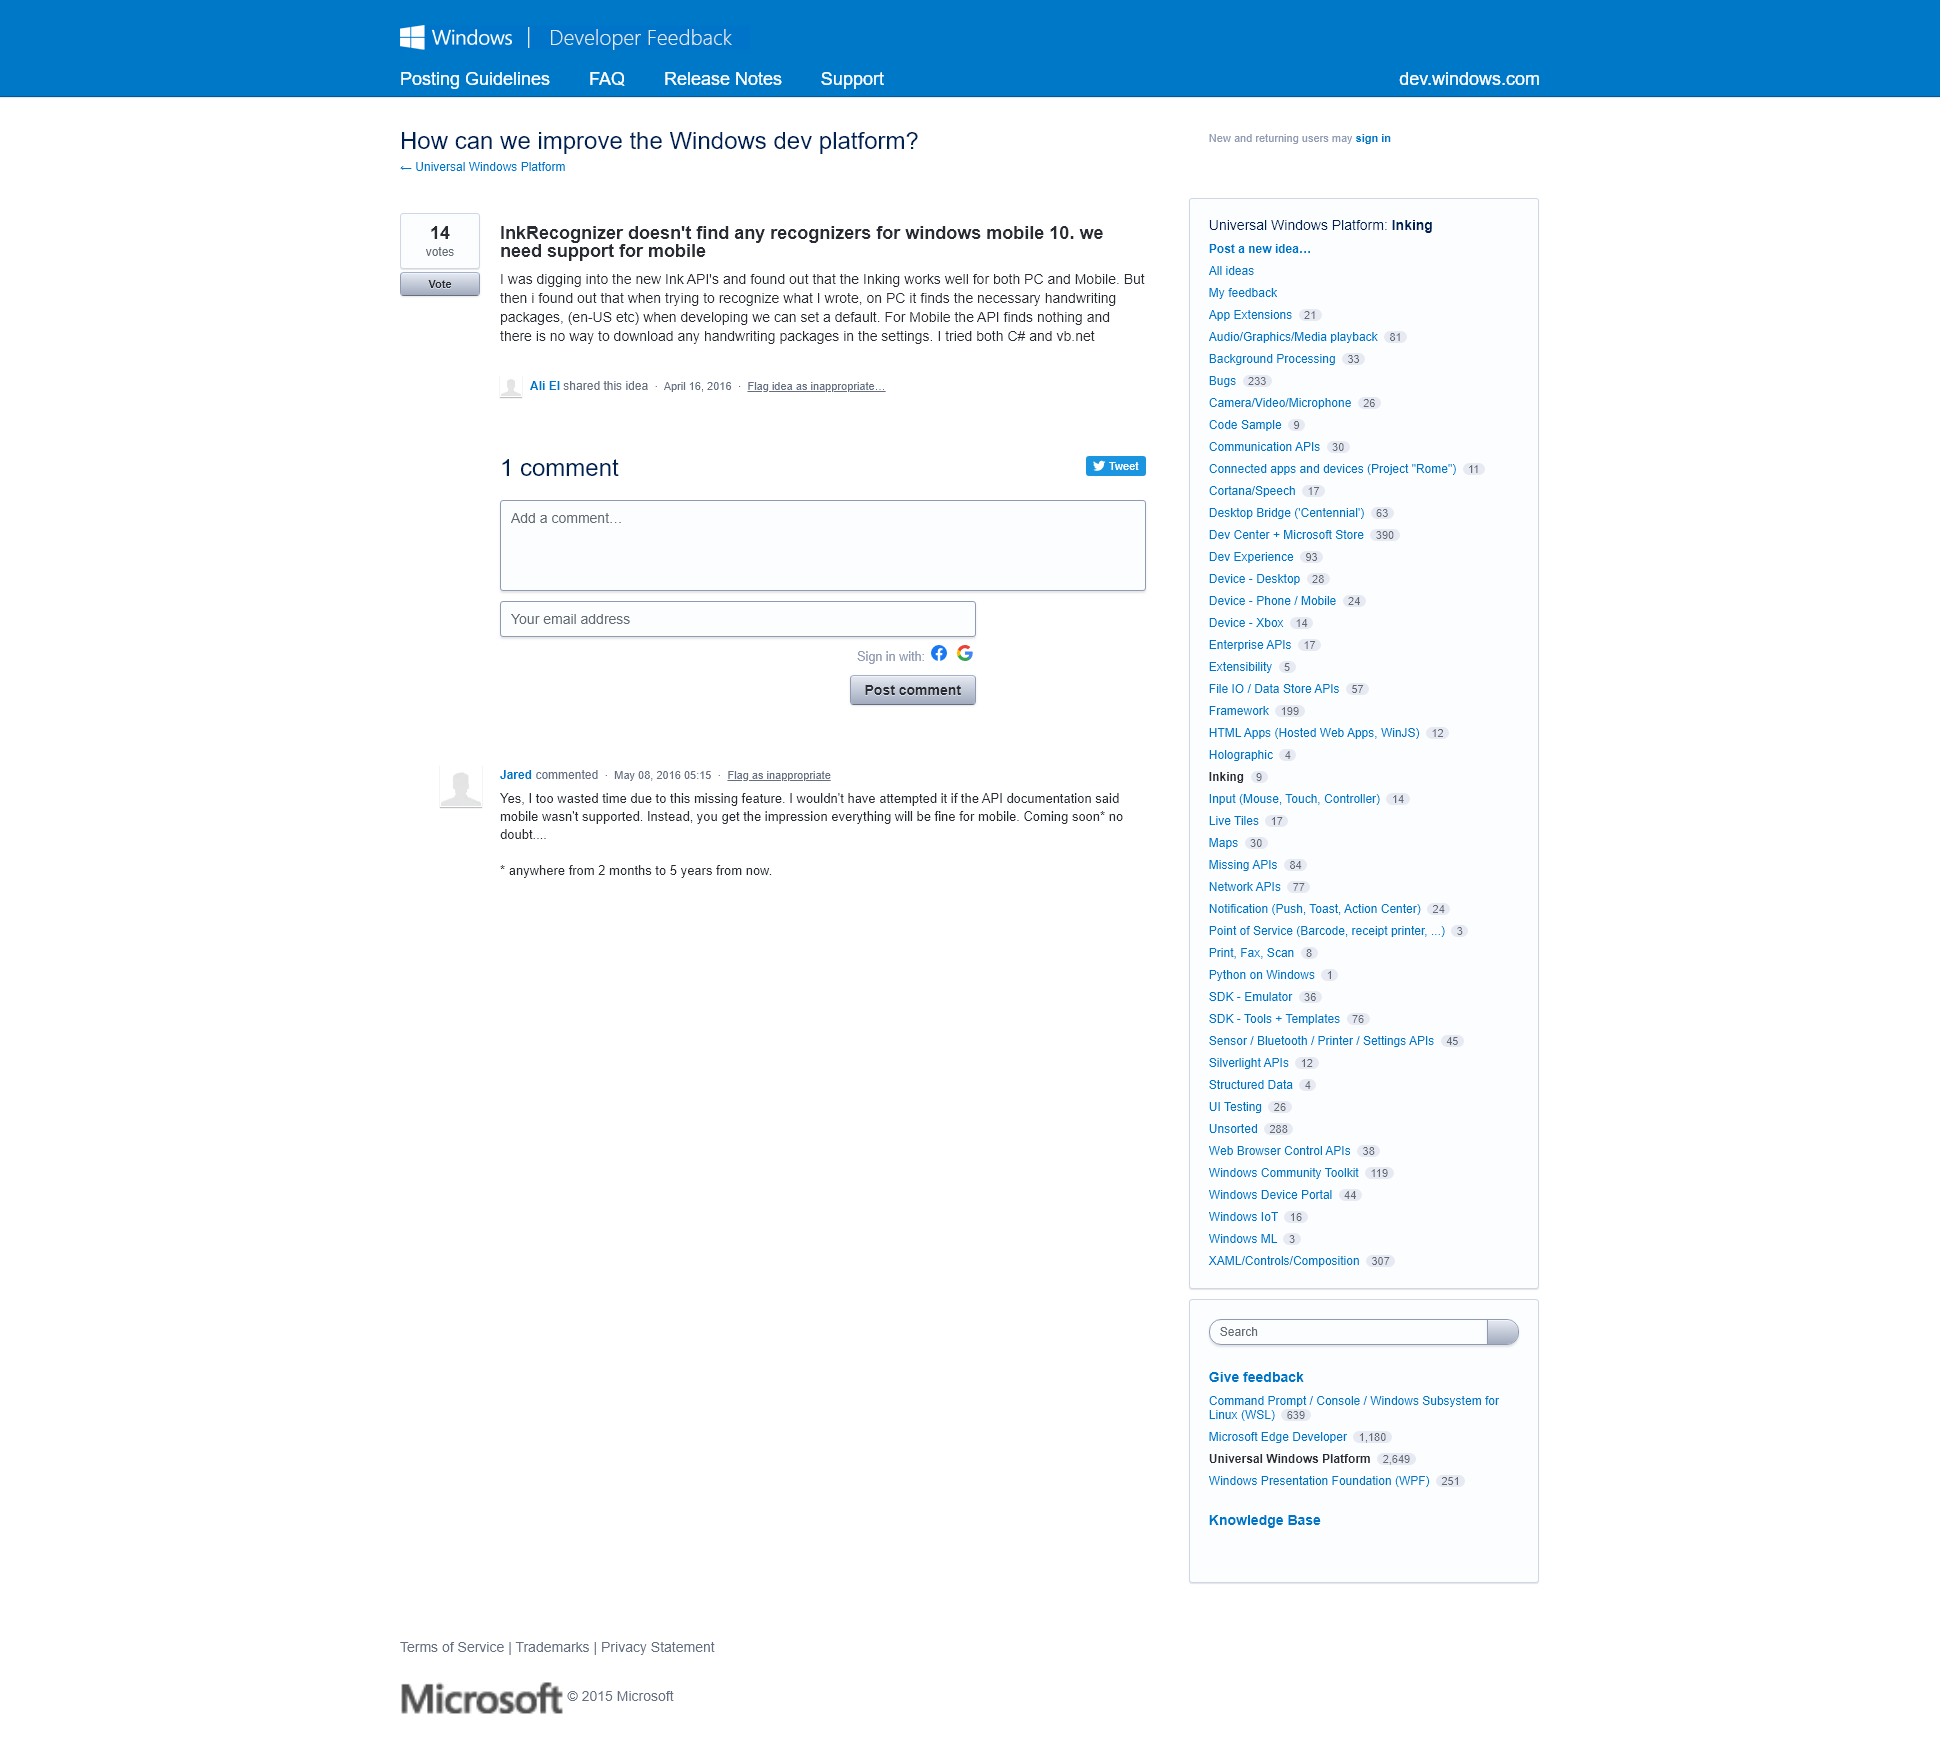 Windows | Developer Feedback
Posting Guidelines FAQ Release Notes Support dev.windows.com
How can we improve the Windows dev platform?
← Universal Windows Platform
New and returning users may sign in
14
votes
Vote
InkRecognizer doesn't find any recognizers for windows mobile 10. we
need support for mobile
I was digging into the new Ink API's and found out that the Inking works well for both PC and Mobile. But
then i found out that when trying to recognize what I wrote, on PC it finds the necessary handwriting
packages, (en-US etc) when developing we can set a default. For Mobile the API finds nothing and
there is no way to download any handwriting packages in the settings. I tried both C# and vb.net
Ali El shared this idea · April 16, 2016 · Flag idea as inappropriate…
1 comment
Tweet
Add a comment…
Your email address
Sign in with:
Post comment
Jared commented · May 08, 2016 05:15 · Flag as inappropriate
Yes, I too wasted time due to this missing feature. I wouldn't have attempted it if the API documentation said
mobile wasn't supported. Instead, you get the impression everything will be fine for mobile. Coming soon* no
doubt....
* anywhere from 2 months to 5 years from now.
Universal Windows Platform: Inking
Post a new idea…
All ideas
My feedback
App Extensions 21
Audio/Graphics/Media playback 81
Background Processing 33
Bugs 233
Camera/Video/Microphone 26
Code Sample 9
Communication APIs 30
Connected apps and devices (Project "Rome") 11
Cortana/Speech 17
Desktop Bridge ('Centennial') 63
Dev Center + Microsoft Store 390
Dev Experience 93
Device - Desktop 28
Device - Phone / Mobile 24
Device - Xbox 14
Enterprise APIs 17
Extensibility 5
File IO / Data Store APIs 57
Framework 199
HTML Apps (Hosted Web Apps, WinJS) 12
Holographic 4
Inking 9
Input (Mouse, Touch, Controller) 14
Live Tiles 17
Maps 30
Missing APIs 84
Network APIs 77
Notification (Push, Toast, Action Center) 24
Point of Service (Barcode, receipt printer, ...) 3
Print, Fax, Scan 8
Python on Windows 1
SDK - Emulator 36
SDK - Tools + Templates 76
Sensor / Bluetooth / Printer / Settings APIs 45
Silverlight APIs 12
Structured Data 4
UI Testing 26
Unsorted 288
Web Browser Control APIs 38
Windows Community Toolkit 119
Windows Device Portal 44
Windows IoT 16
Windows ML 3
XAML/Controls/Composition 307
Search
Give feedback
Command Prompt / Console / Windows Subsystem for
Linux (WSL) 639
Microsoft Edge Developer 1,180
Universal Windows Platform 2,649
Windows Presentation Foundation (WPF) 251
Knowledge Base
Terms of Service | Trademarks | Privacy Statement
Microsoft © 2015 Microsoft